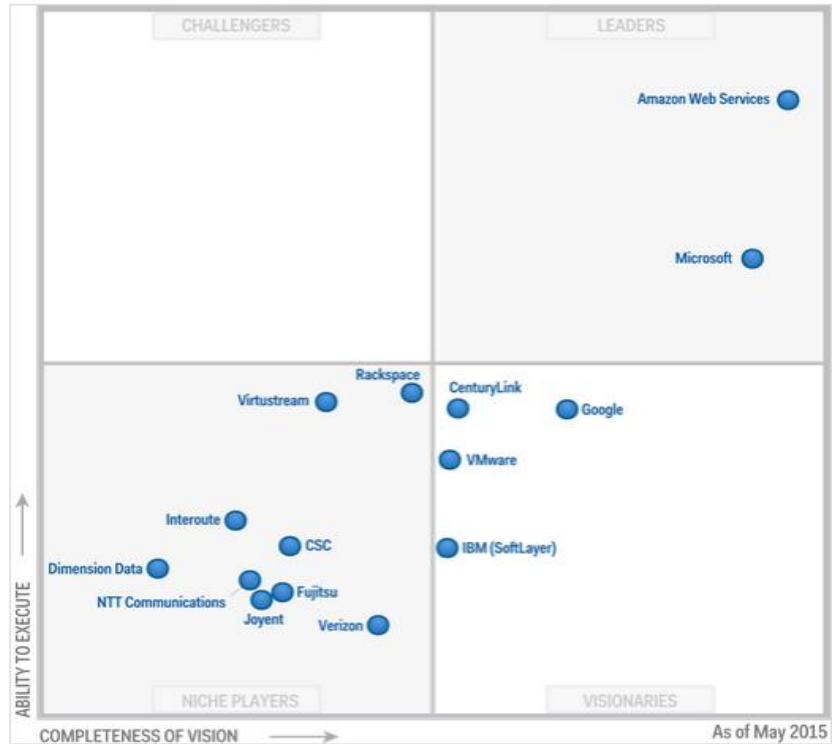 CHALLENGERS
LEADERS
Amazon Web Services
Microsoft
Rackspace
Virtustream
CenturyLink
Google
VMware
Interoute
CSC
IBM (SoftLayer)
Dimension Data
NTT Communications
Fujitsu
Joyent
Verizon
NICHE PLAYERS
VISIONARIES
ABILITY TO EXECUTE
COMPLETENESS OF VISION
As of May 2015